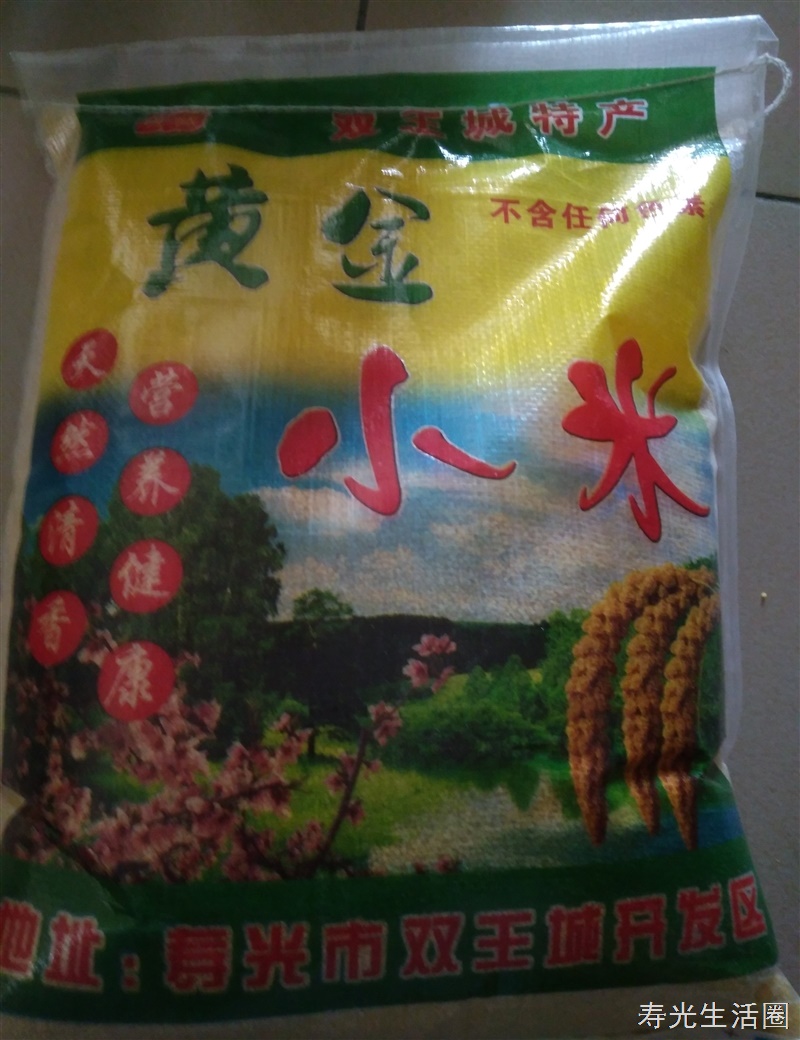 双王城特产
黄金
不含任何色素
小米
天然清香
营养健康
地址：寿光市双王城开发区
寿光生活圈